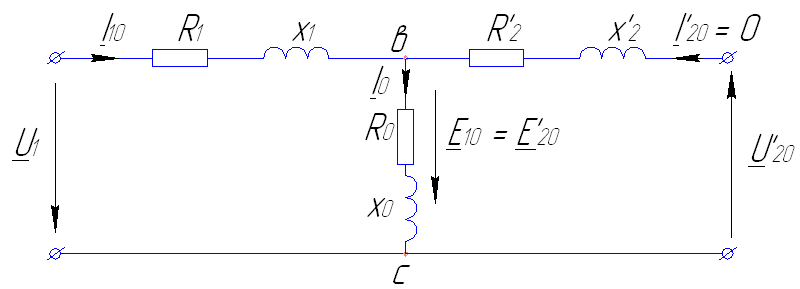 I10 R1 x1 в R'2 x'2 I'20 = 0
I0
R0 E10 = E'20
U1 U'20
x0
c